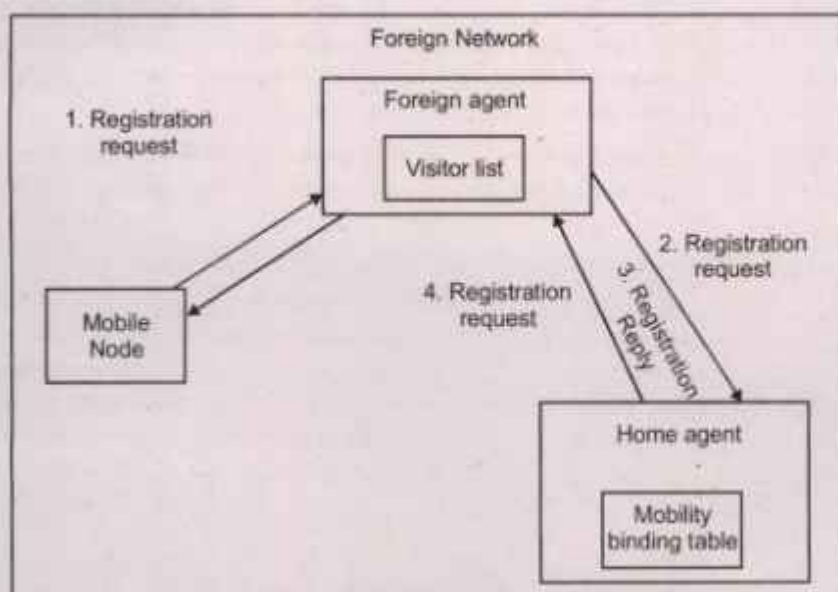 Foreign Network
Foreign agent
1. Registration
request
Visitor list
2. Registration
request
3. Registration
Reply
4. Registration
request
Mobile
Node
Home agent
Mobility
binding table